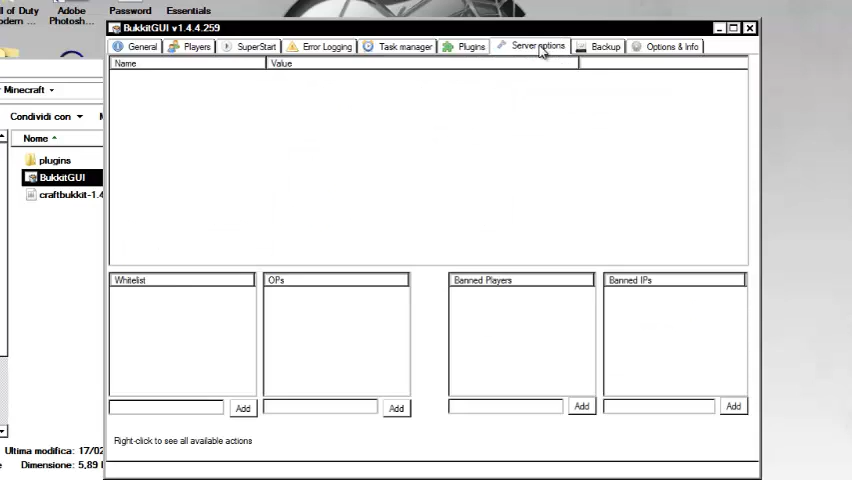 ll of Duty Adobe Password Essentials
odern ... Photosh...
BukkitGUI v1.4.4.259
General Players SuperStart Error Logging Task manager Plugins Server options Backup Options & Info
Name Value
Minecraft
Condividi con
Nome
plugins
BukkitGUI
craftbukkit-1.4
Whitelist OPs Banned Players Banned IPs
Add Add Add Add
Right-click to see all available actions
Ultima modifica: 17/02
Dimensione: 5,89